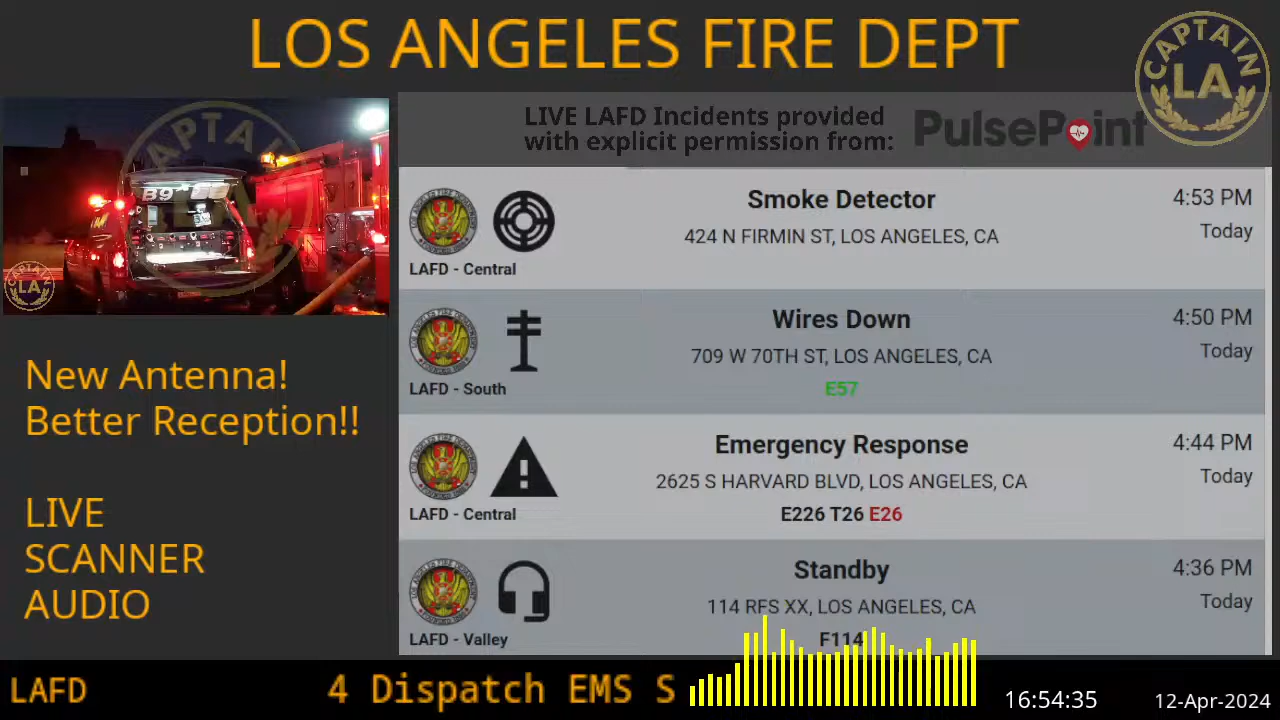 LOS ANGELES FIRE DEPT
CAPTAIN
LA
LIVE LAFD Incidents provided
with explicit permission from:
PulsePoint
CAPTAIN
B9
LA
Smoke Detector
4:53 PM
424 N FIRMIN ST, LOS ANGELES, CA
Today
LAFD - Central
Wires Down
4:50 PM
709 W 70TH ST, LOS ANGELES, CA
Today
LAFD - South
E57
Emergency Response
4:44 PM
2625 S HARVARD BLVD, LOS ANGELES, CA
Today
LAFD - Central
E226 T26 E26
Standby
4:36 PM
114 RFS XX, LOS ANGELES, CA
Today
LAFD - Valley
F114
New Antenna!
Better Reception!!
LIVE
SCANNER
AUDIO
LAFD
4 Dispatch EMS S
16:54:35
12-Apr-2024